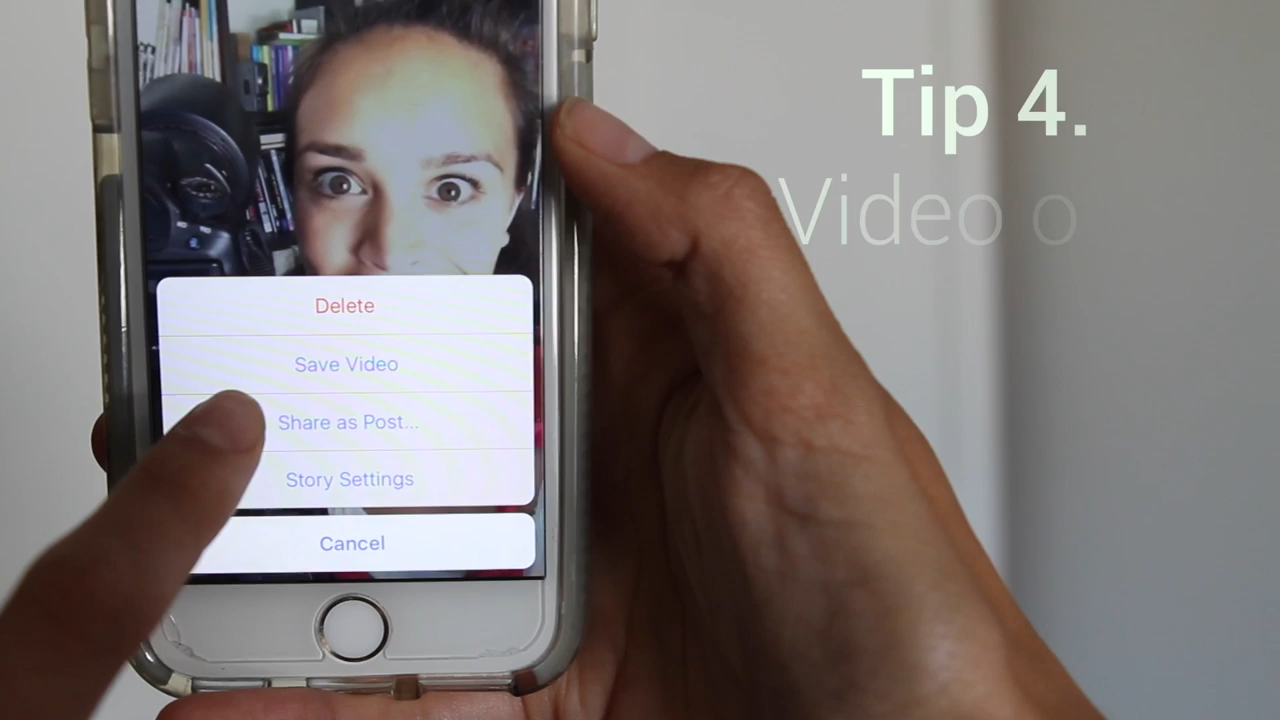 Tip 4.
Video o
Delete
Save Video
Share as Post...
Story Settings
Cancel